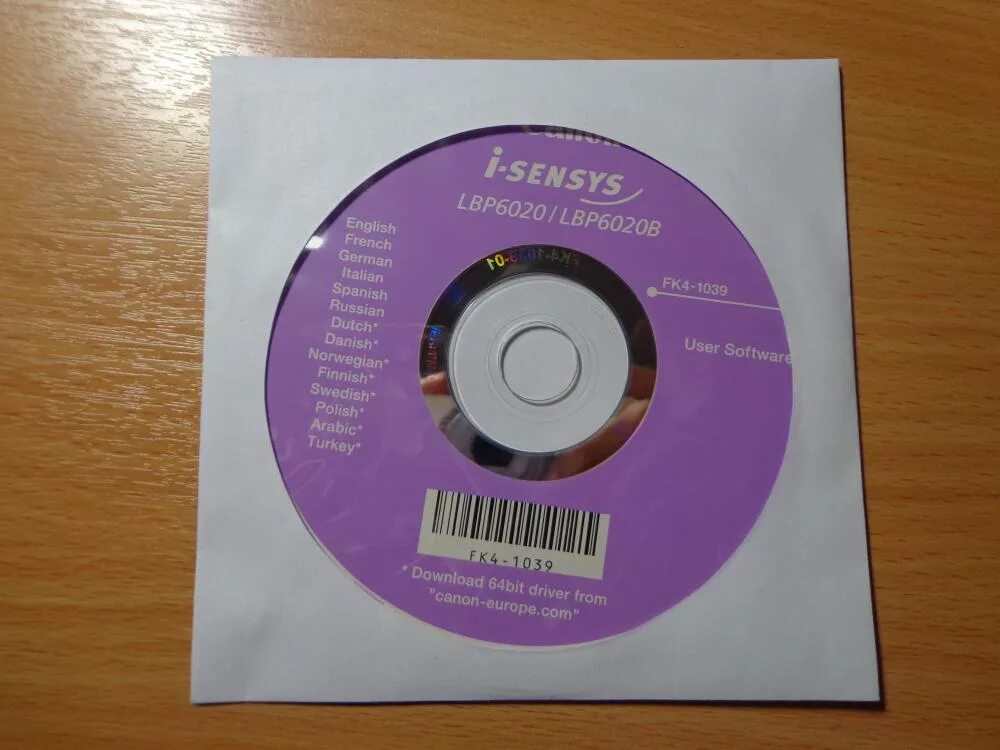 Canon
i-SENSYS
LBP6020 / LBP6020B
English
French
German
Italian
Spanish
Russian
Dutch*
Danish*
Norwegian*
Finnish*
Swedish*
Polish*
Arabic*
Turkey*
FK4-1039
User Software
FK4-1039
* Download 64bit driver from
"canon-europe.com"